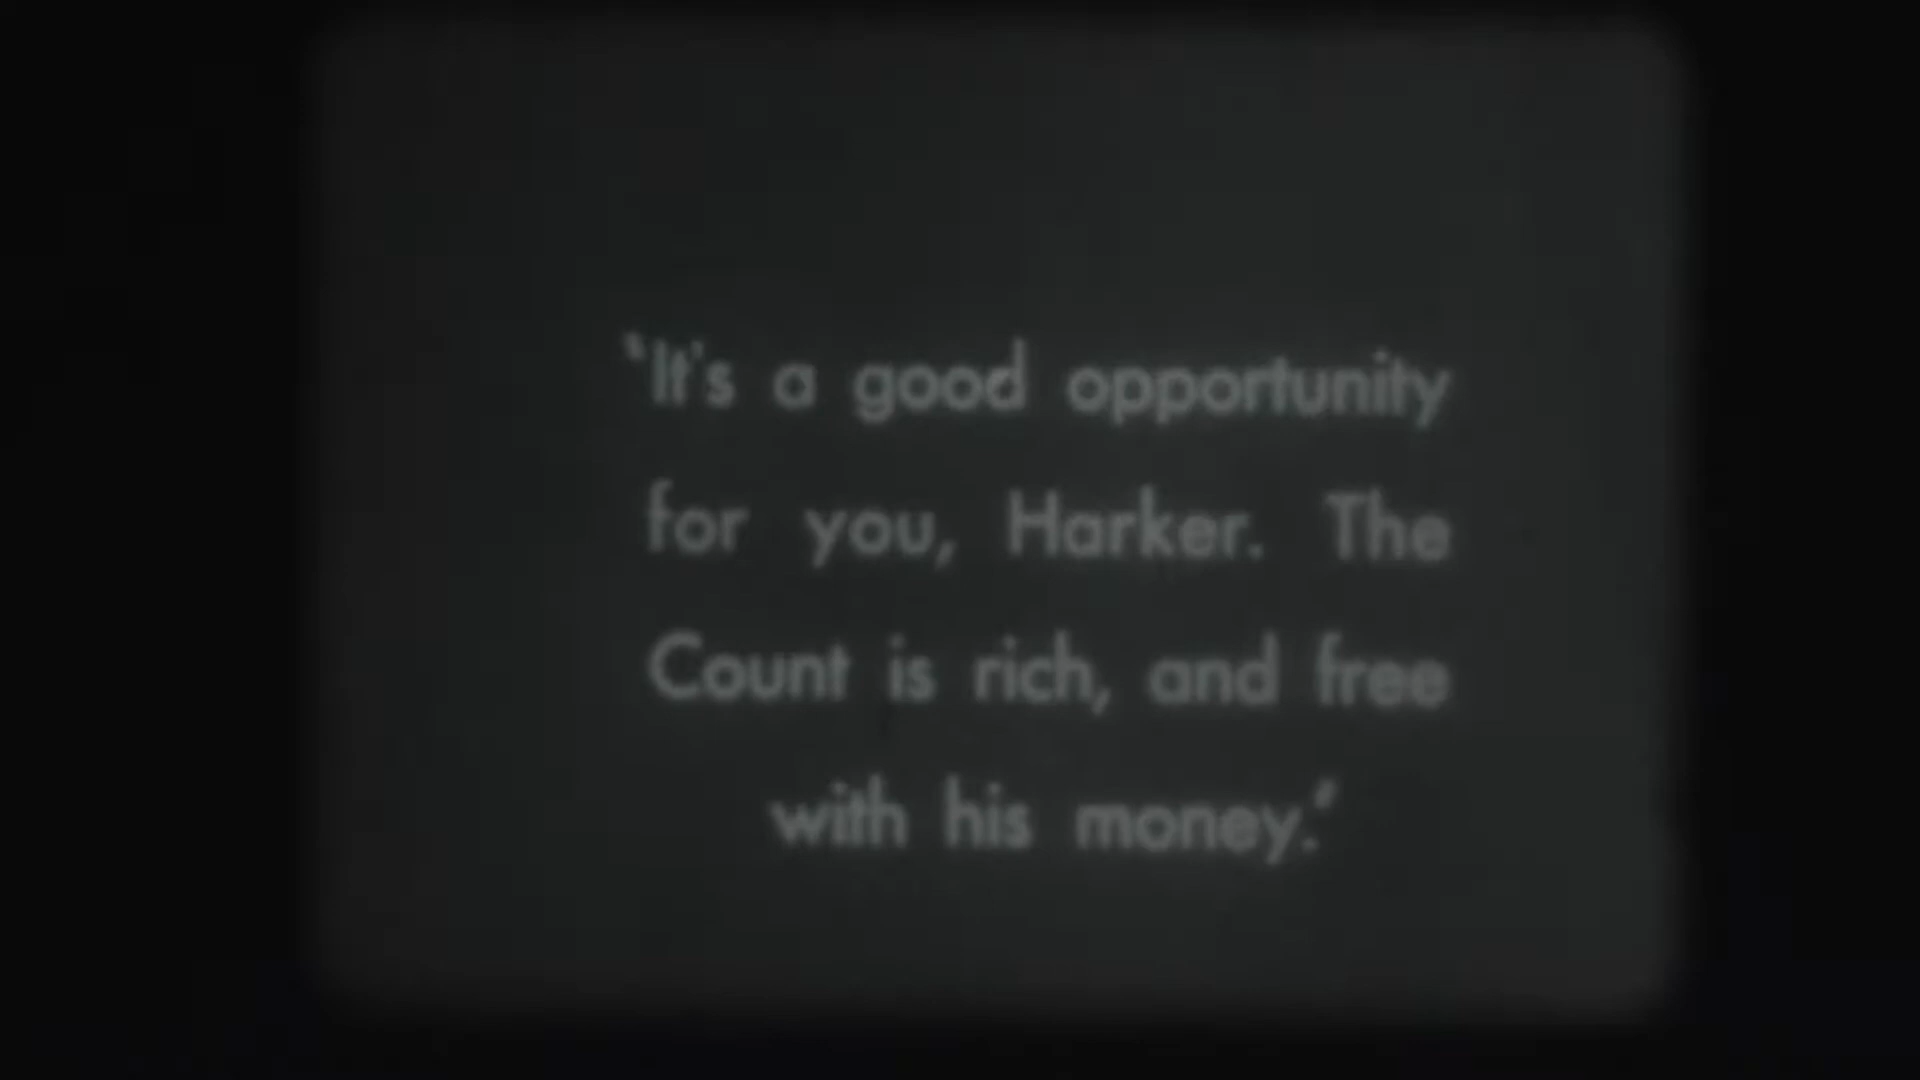 ‘It's a good opportunity
for you, Harker. The
Count is rich, and free
with his money.’